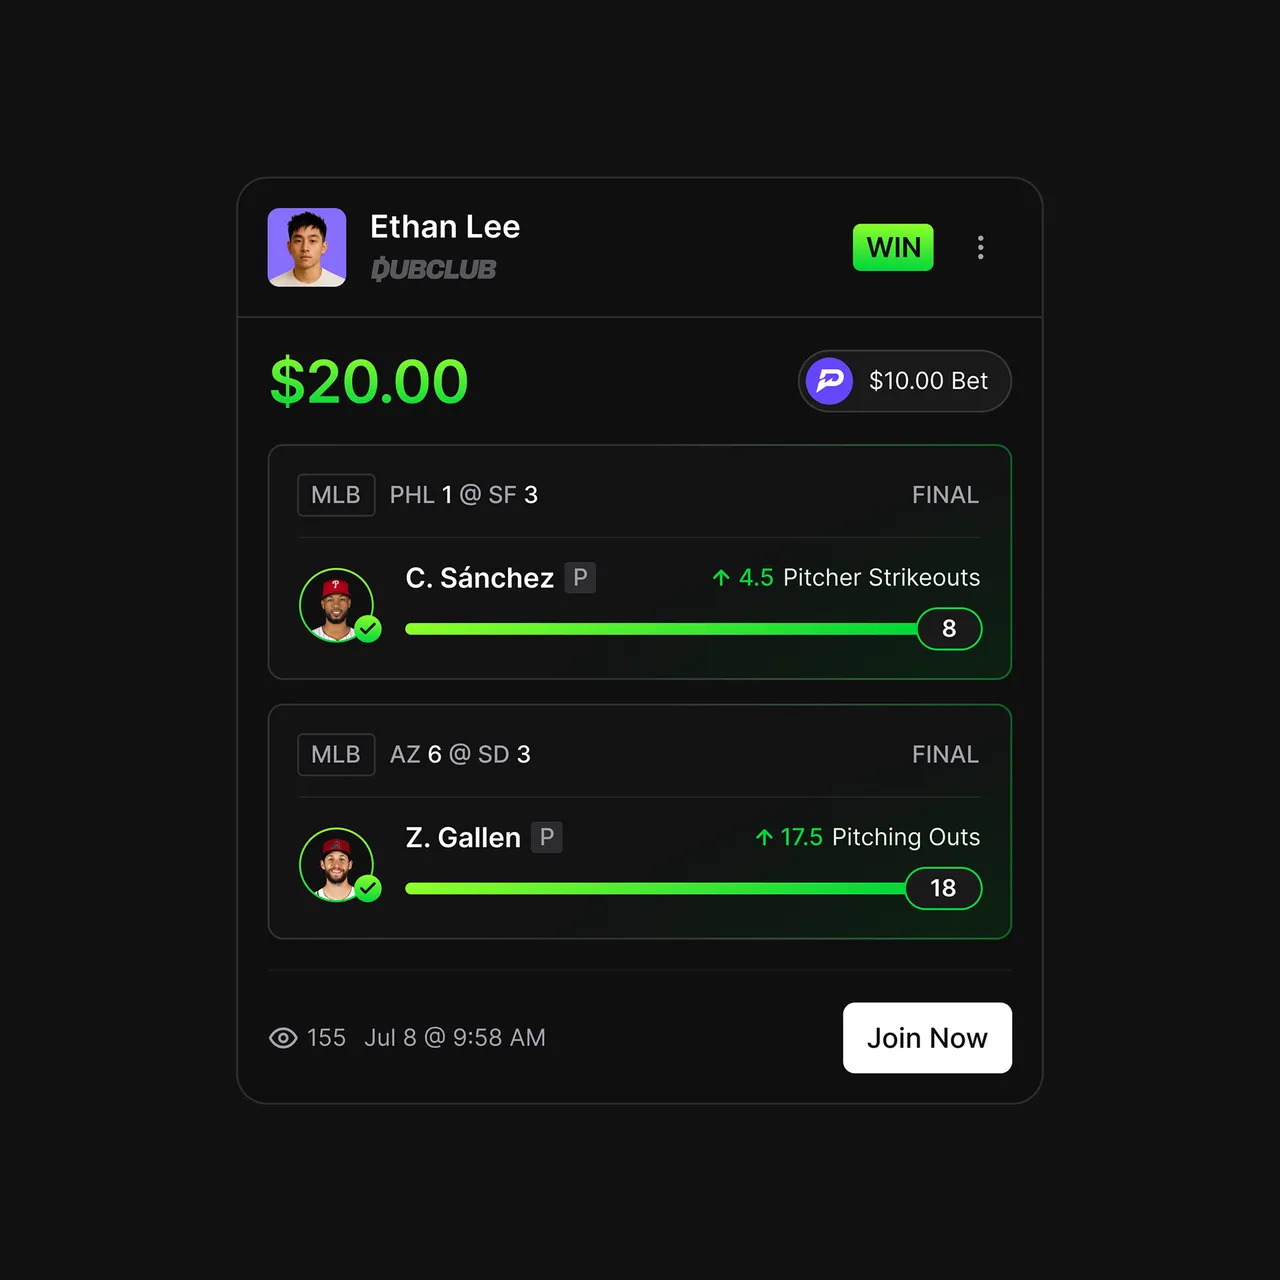 Ethan Lee
DUBCLUB
WIN
$20.00
$10.00 Bet
MLB PHL 1 @ SF 3 FINAL
C. Sánchez P ↑ 4.5 Pitcher Strikeouts
8
MLB AZ 6 @ SD 3 FINAL
Z. Gallen P ↑ 17.5 Pitching Outs
18
155 Jul 8 @ 9:58 AM
Join Now